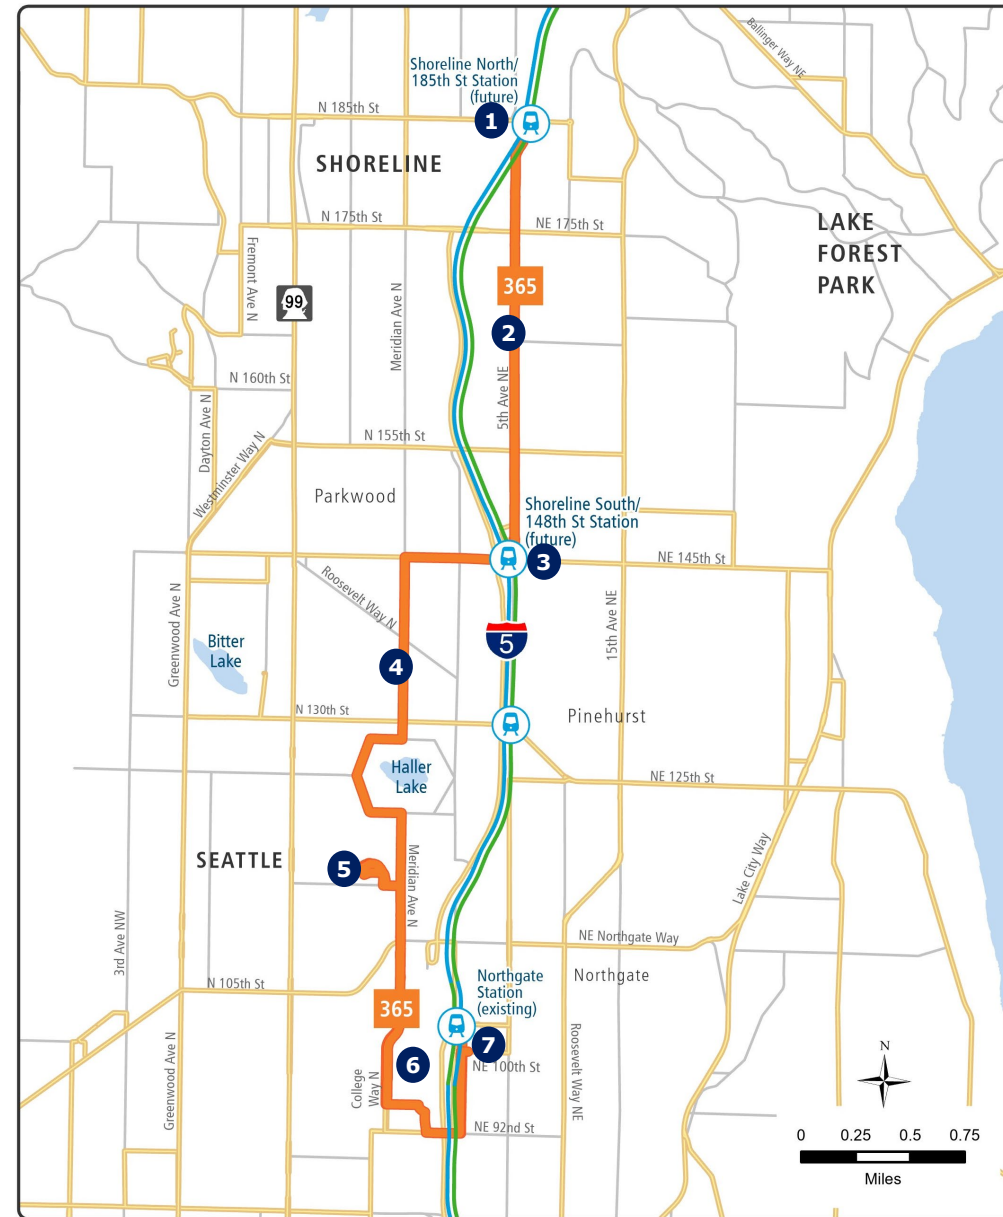 Ballinger Way NE
Shoreline North/
185th St Station
(future)
1
N 185th St
SHORELINE
N 175th St
NE 175th St
LAKE
FOREST
PARK
Fremont Ave N
99
Meridian Ave N
365
2
N 160th St
5th Ave NE
Dayton Ave N
Westminster Way N
N 155th St
Parkwood
Shoreline South/
148th St Station
(future)
3
NE 145th St
Roosevelt Way N
Greenwood Ave N
15th Ave NE
5
Bitter
Lake
4
N 130th St
Pinehurst
Haller
Lake
NE 125th St
SEATTLE
5
Meridian Ave N
Lake City Way
3rd Ave NW
NE Northgate Way
Northgate
Northgate
Station
(existing)
N 105th St
365
7
6
NE 100th St
College
Way N
Greenwood Ave N
Roosevelt Way NE
NE 92nd St
N
0 0.25 0.5 0.75
Miles